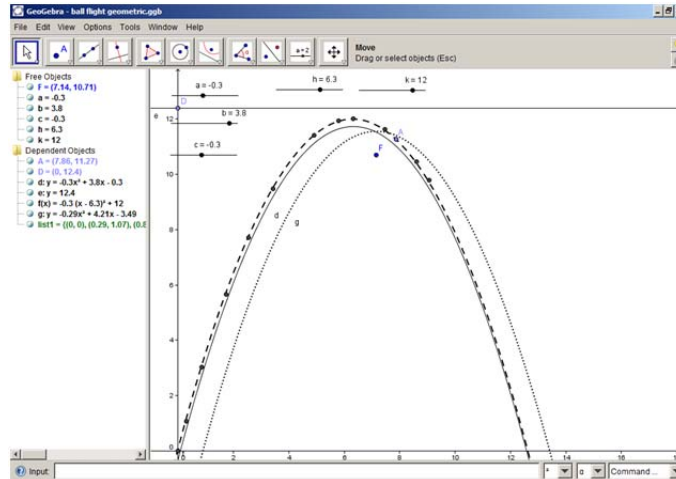 GeoGebra - ball flight geometric.ggb
File Edit View Options Tools Window Help
A
a=2
Move
Drag or select objects (Esc)
Free Objects
F = (7.14, 10.71)
a = -0.3
b = 3.8
c = -0.3
h = 6.3
k = 12
Dependent Objects
A = (7.86, 11.27)
D = (0, 12.4)
d: y = -0.3x² + 3.8x - 0.3
e: y = 12.4
f(x) = -0.3 (x - 6.3)² + 12
g: y = -0.29x² + 4.21x - 3.49
list1 = {(0, 0), (0.29, 1.07), (0.8
a = -0.3
h = 6.3
k = 12
D
e
b = 3.8
c = -0.3
A
F
d
g
12
10
8
6
4
2
0
0 2 4 6 8 10 12 14 16 18
Input:
²
α
Command ...